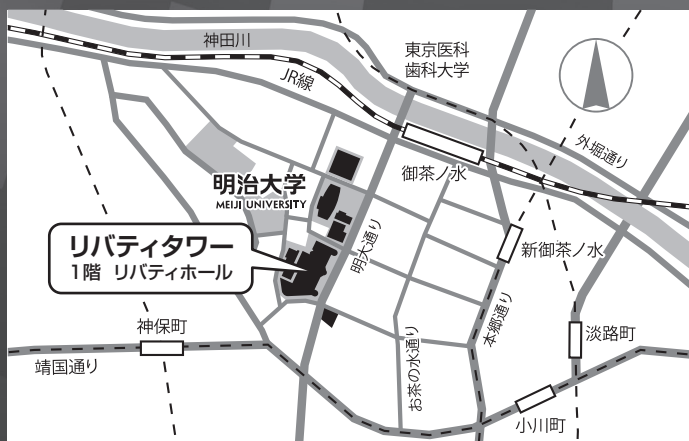 神田川
東京医科
歯科大学
JR線
外堀通り
御茶ノ水
明治大学
MEIJI UNIVERSITY
リバティタワー
1階 リバティホール
明大通り
新御茶ノ水
本郷通り
神保町
お茶の水通り
淡路町
靖国通り
小川町